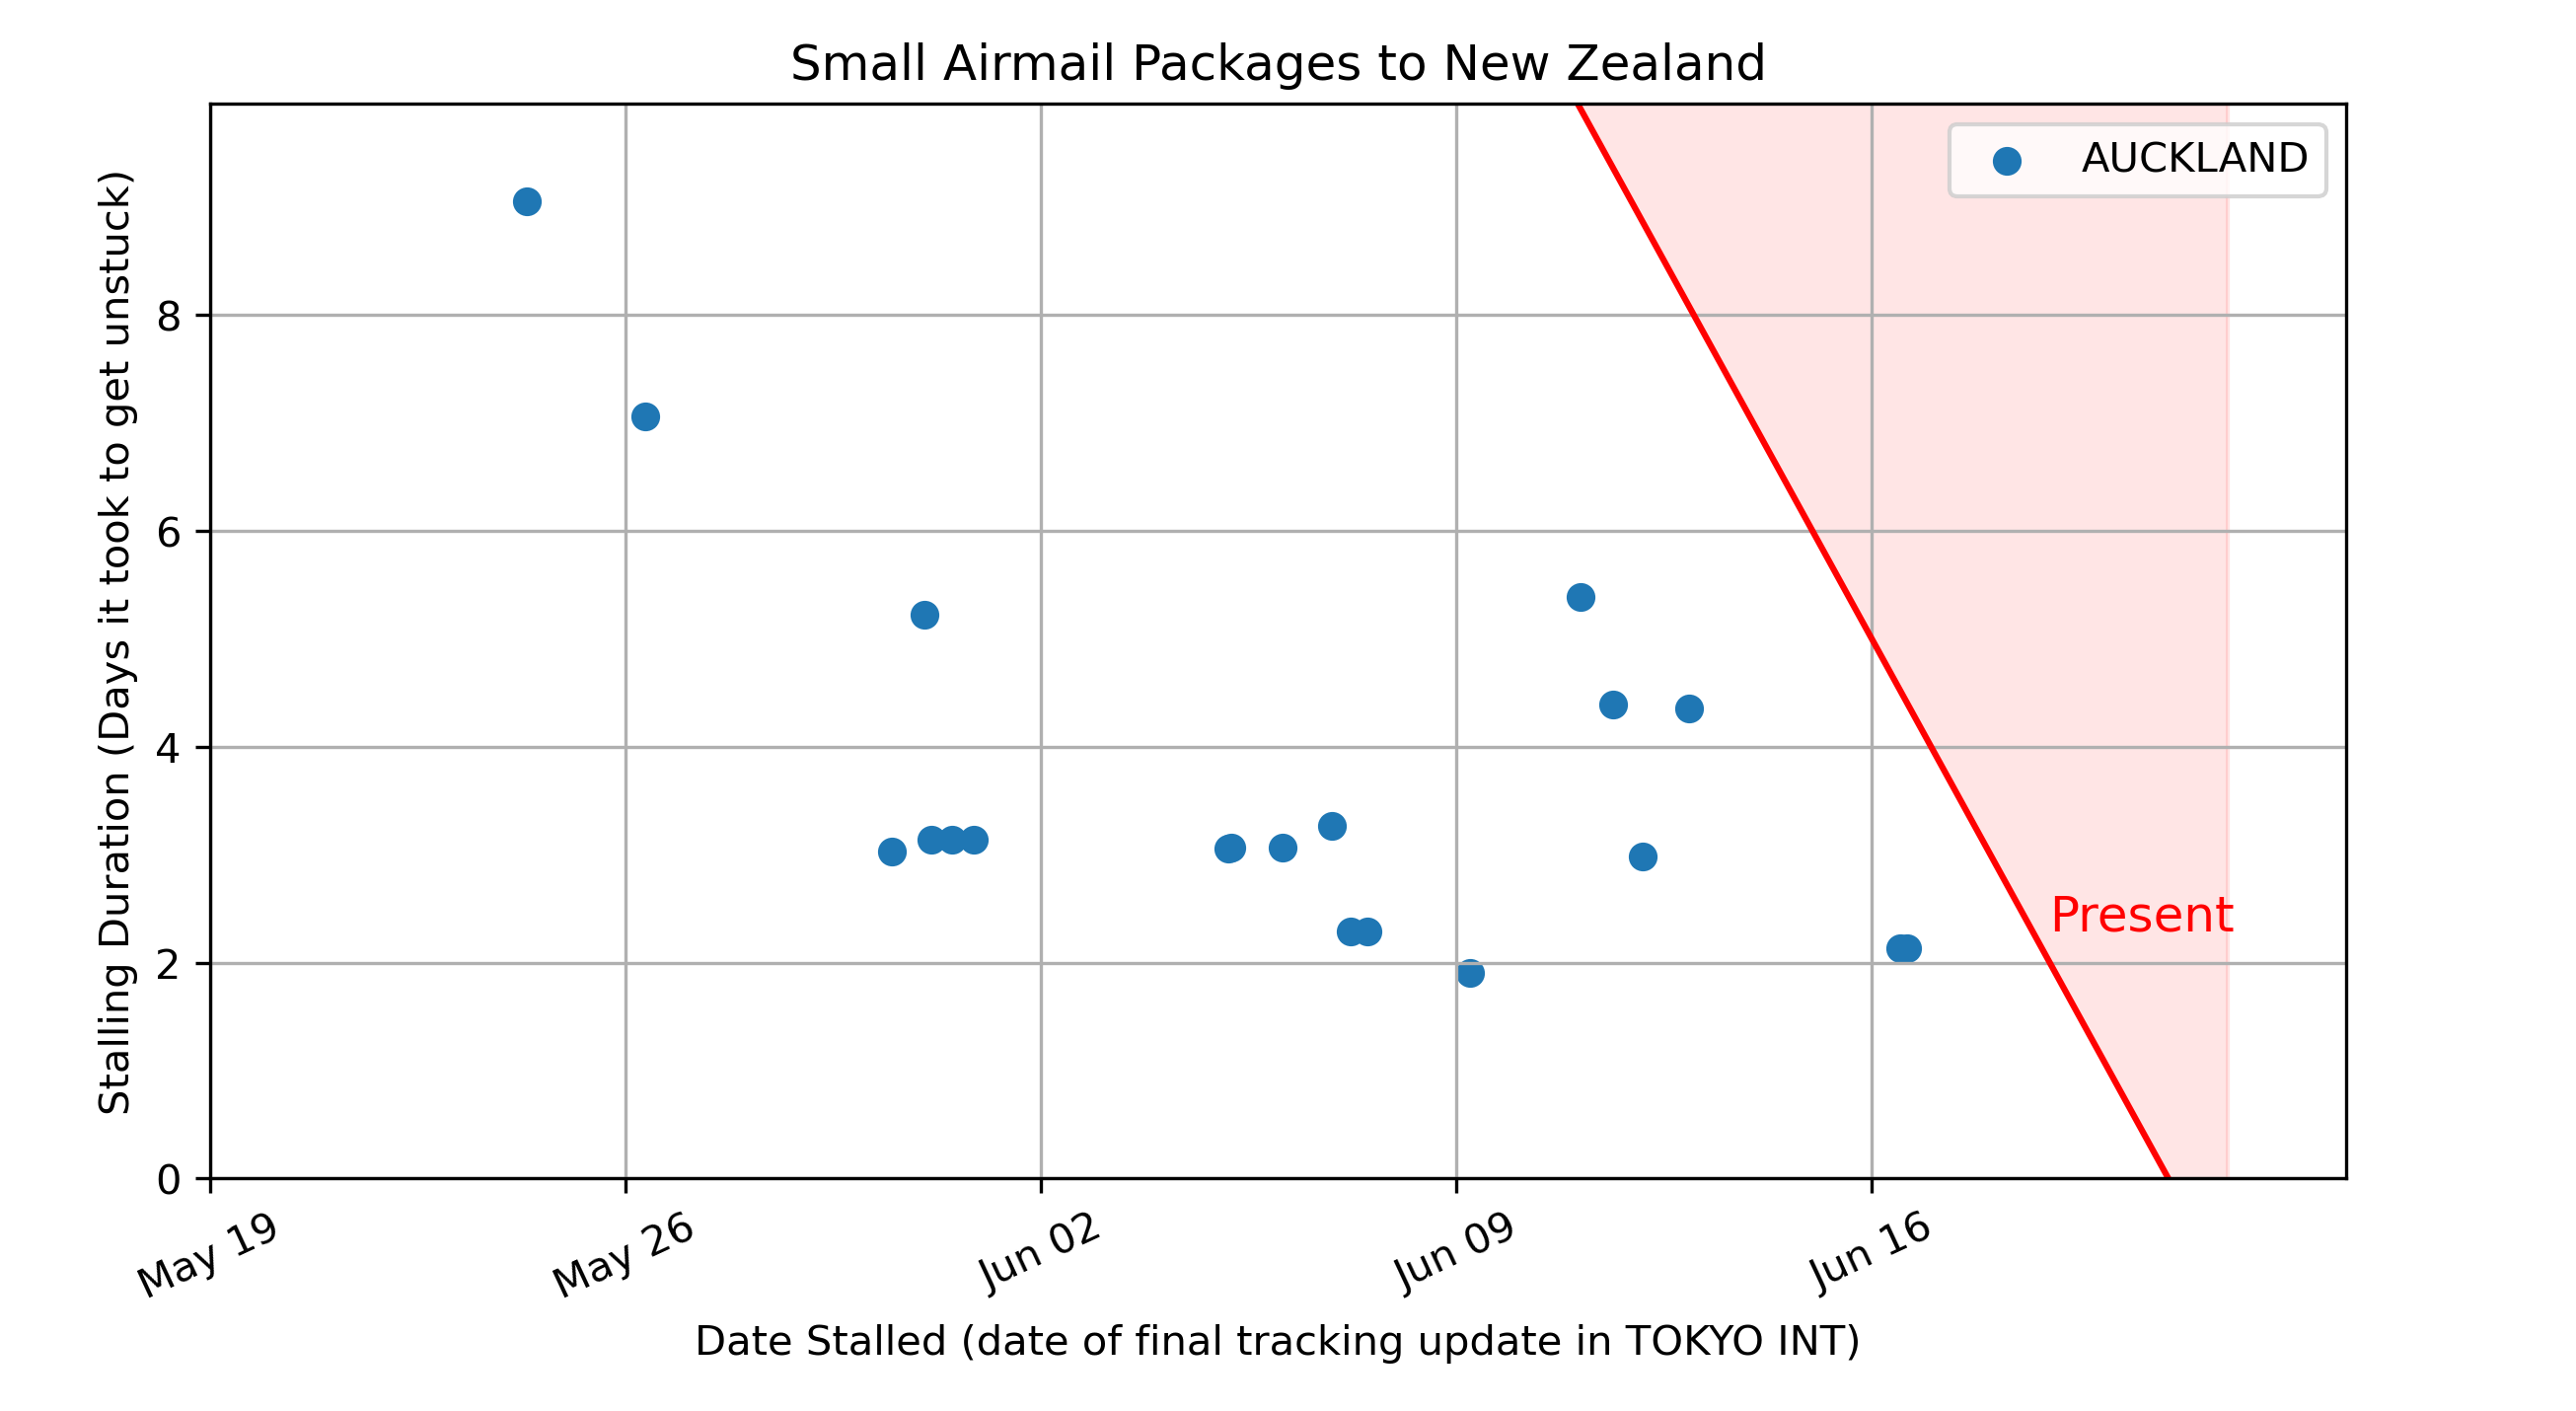 Small Airmail Packages to New Zealand
AUCKLAND
Stalling Duration (Days it took to get unstuck)
8
6
4
2
0
Present
May 19
May 26
Jun 02
Jun 09
Jun 16
Date Stalled (date of final tracking update in TOKYO INT)